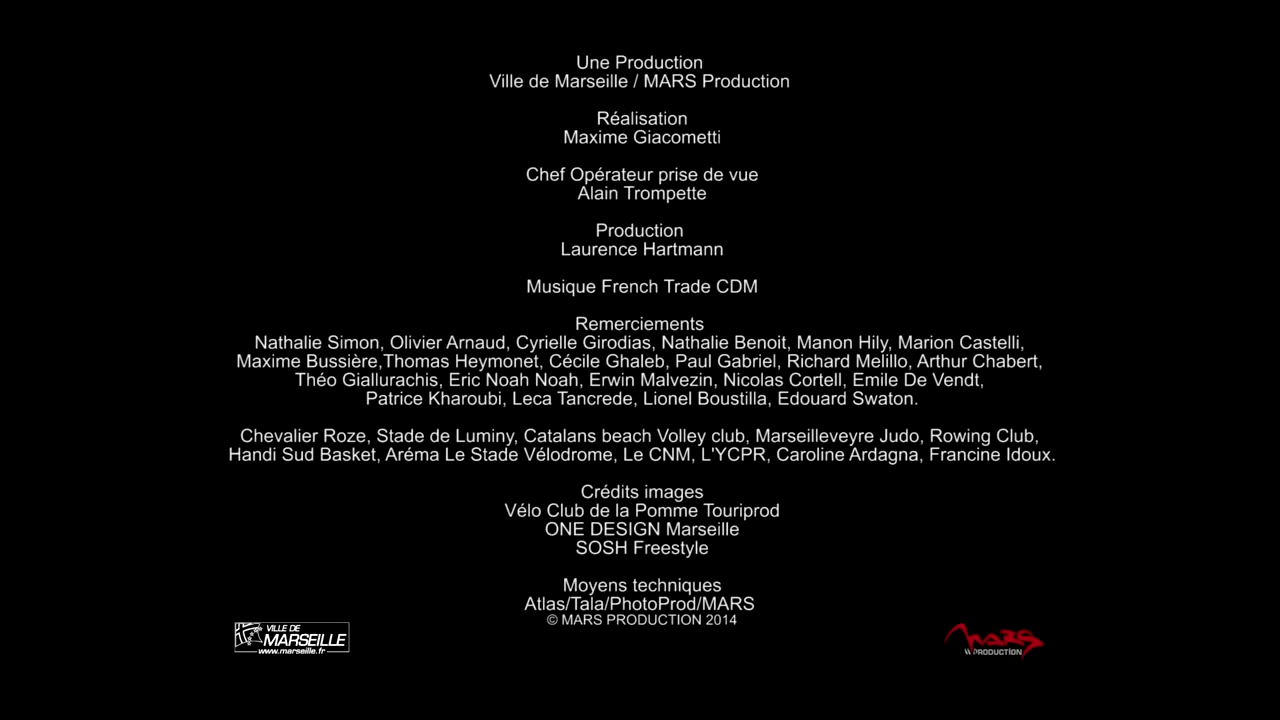 Une Production
Ville de Marseille / MARS Production
Réalisation
Maxime Giacometti
Chef Opérateur prise de vue
Alain Trompette
Production
Laurence Hartmann
Musique French Trade CDM
Remerciements
Nathalie Simon, Olivier Arnaud, Cyrielle Girodias, Nathalie Benoit, Manon Hily, Marion Castelli,
Maxime Bussière,Thomas Heymonet, Cécile Ghaleb, Paul Gabriel, Richard Melillo, Arthur Chabert,
Théo Giallurachis, Eric Noah Noah, Erwin Malvezin, Nicolas Cortell, Emile De Vendt,
Patrice Kharoubi, Leca Tancrede, Lionel Boustilla, Edouard Swaton.
Chevalier Roze, Stade de Luminy, Catalans beach Volley club, Marseilleveyre Judo, Rowing Club,
Handi Sud Basket, Aréma Le Stade Vélodrome, Le CNM, L'YCPR, Caroline Ardagna, Francine Idoux.
Crédits images
Vélo Club de la Pomme Touriprod
ONE DESIGN Marseille
SOSH Freestyle
Moyens techniques
Atlas/Tala/PhotoProd/MARS
© MARS PRODUCTION 2014
VILLE DE
MARSEILLE
www.marseille.fr
MARS
PRODUCTION